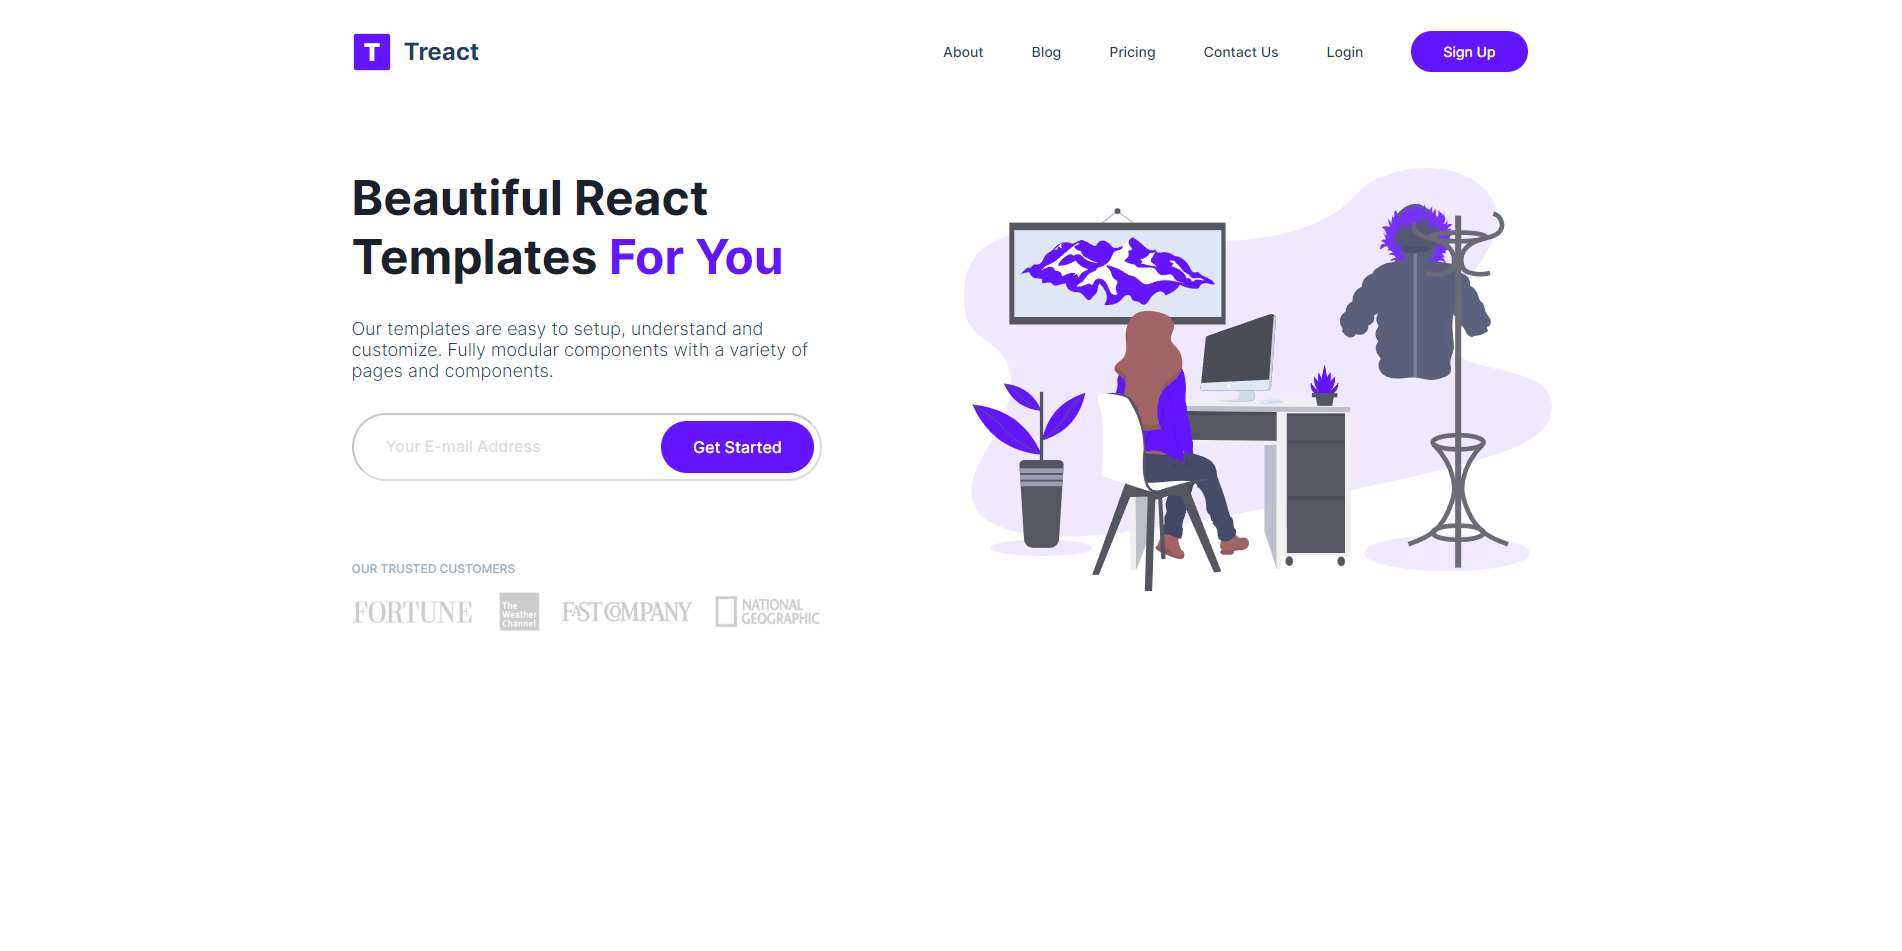 T Treact
About Blog Pricing Contact Us Login Sign Up
Beautiful React
Templates For You
Our templates are easy to setup, understand and
customize. Fully modular components with a variety of
pages and components.
Your E-mail Address Get Started
OUR TRUSTED CUSTOMERS
FORTUNE
The
Weather
Channel
FAST COMPANY
NATIONAL
GEOGRAPHIC